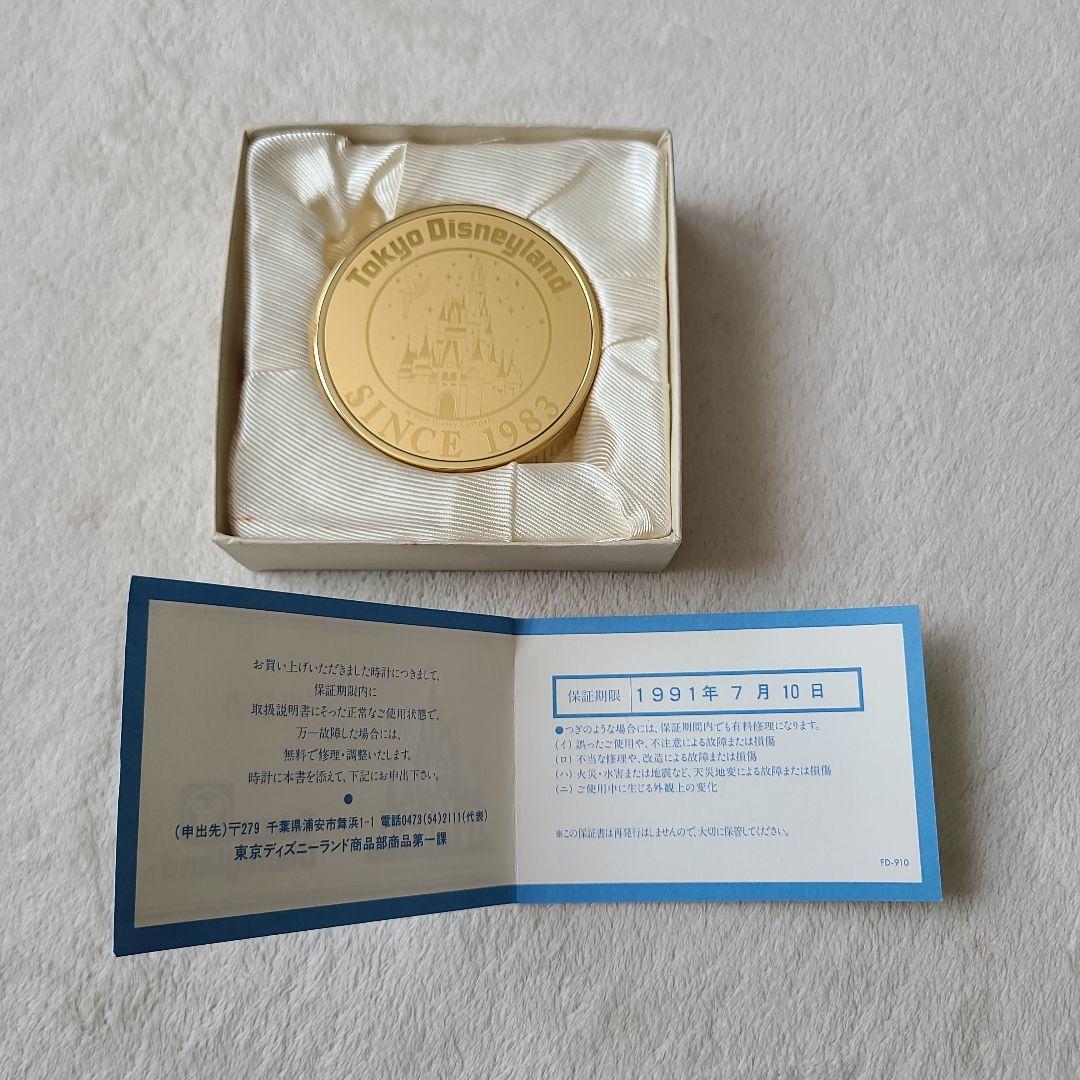 Tokyo Disneyland
© Walt Disney Company
SINCE 1983
お買い上げいただきました時計につきまして、
保証期限内に
取扱説明書にそった正常なご使用状態で、
万一故障した場合には、
無料で修理・調整いたします。
時計に本書を添えて、下記にお申出下さい。
●
(申出先)〒279 千葉県浦安市舞浜1-1 電話0473(54)2111(代表)
東京ディズニーランド商品部商品第一課
保証期限 1991年 7月 10日
●つぎのような場合には、保証期間内でも有料修理になります。
(イ) 誤ったご使用や、不注意による故障または損傷
(ロ) 不当な修理や、改造による故障または損傷
(ハ) 火災・水害または地震など、天災地変による故障または損傷
(ニ) ご使用中に生じる外観上の変化
※この保証書は再発行はしませんので、大切に保管してください。
FD-910